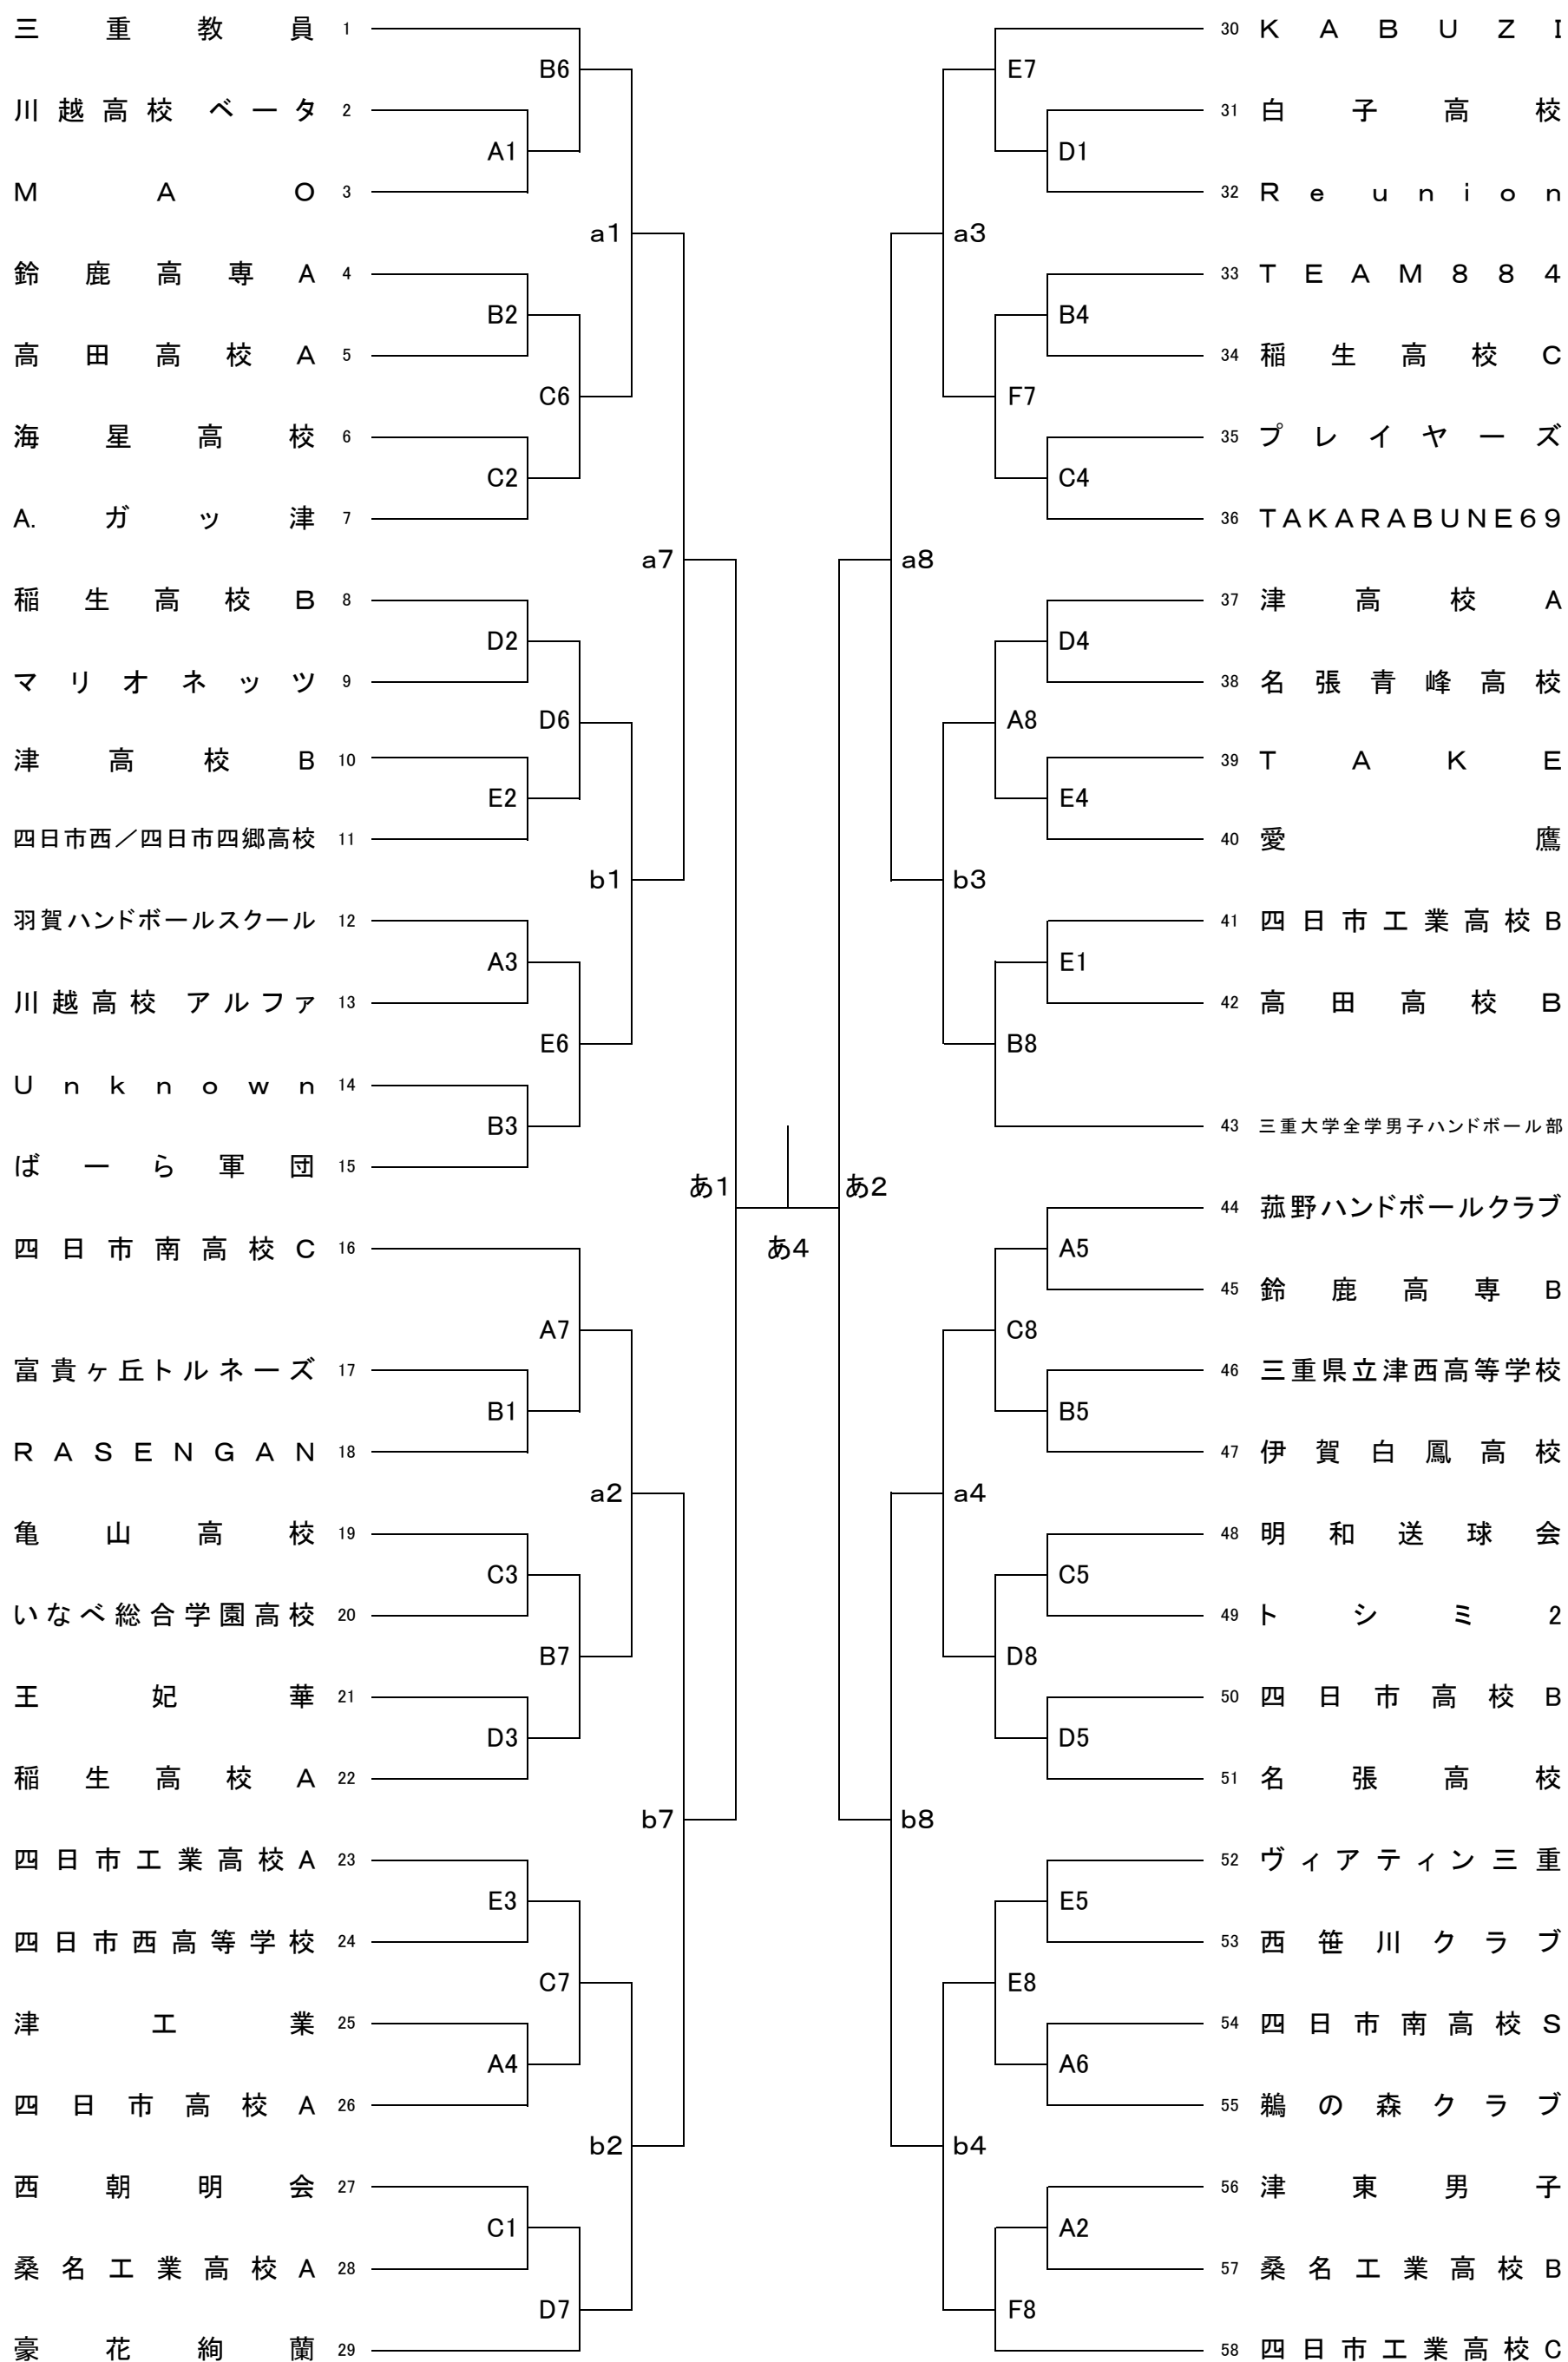 三重教員 1
B6
川越高校 ベータ 2
A1
ＭＡＯ 3
a1
鈴鹿高専Ａ 4
B2
高田高校Ａ 5
C6
海星高校 6
C2
A.ガッ津 7
a7
稲生高校Ｂ 8
D2
マリオネッツ 9
D6
津高校Ｂ 10
E2
四日市西／四日市四郷高校 11
b1
羽賀ハンドボールスクール 12
A3
川越高校 アルファ 13
E6
Ｕｎｋｎｏｗｎ 14
B3
ばーら軍団 15
あ1
四日市南高校Ｃ 16
A7
富貴ヶ丘トルネーズ 17
B1
ＲＡＳＥＮＧＡＮ 18
a2
亀山高校 19
C3
いなべ総合学園高校 20
B7
王妃華 21
D3
稲生高校Ａ 22
b7
四日市工業高校Ａ 23
E3
四日市西高等学校 24
C7
津工業 25
A4
四日市高校Ａ 26
b2
西朝明会 27
C1
桑名工業高校Ａ 28
D7
豪花絢蘭 29
あ4
30 ＫＡＢＵＺＩ
E7
31 白子高校
D1
32 Ｒｅｕｎｉｏｎ
a3
33 ＴＥＡＭ８８４
B4
34 稲生高校Ｃ
F7
35 プレイヤーズ
C4
36 ＴＡＫＡＲＡＢＵＮＥ６９
a8
37 津高校Ａ
D4
38 名張青峰高校
A8
39 ＴＡＫＥ
E4
40 愛鷹
b3
41 四日市工業高校Ｂ
E1
42 高田高校Ｂ
B8
43 三重大学全学男子ハンドボール部
あ2
44 菰野ハンドボールクラブ
A5
45 鈴鹿高専Ｂ
C8
46 三重県立津西高等学校
B5
47 伊賀白鳳高校
a4
48 明和送球会
C5
49 トシミ２
D8
50 四日市高校Ｂ
D5
51 名張高校
b8
52 ヴィアティン三重
E5
53 西笹川クラブ
E8
54 四日市南高校Ｓ
A6
55 鵜の森クラブ
b4
56 津東男子
A2
57 桑名工業高校Ｂ
F8
58 四日市工業高校Ｃ